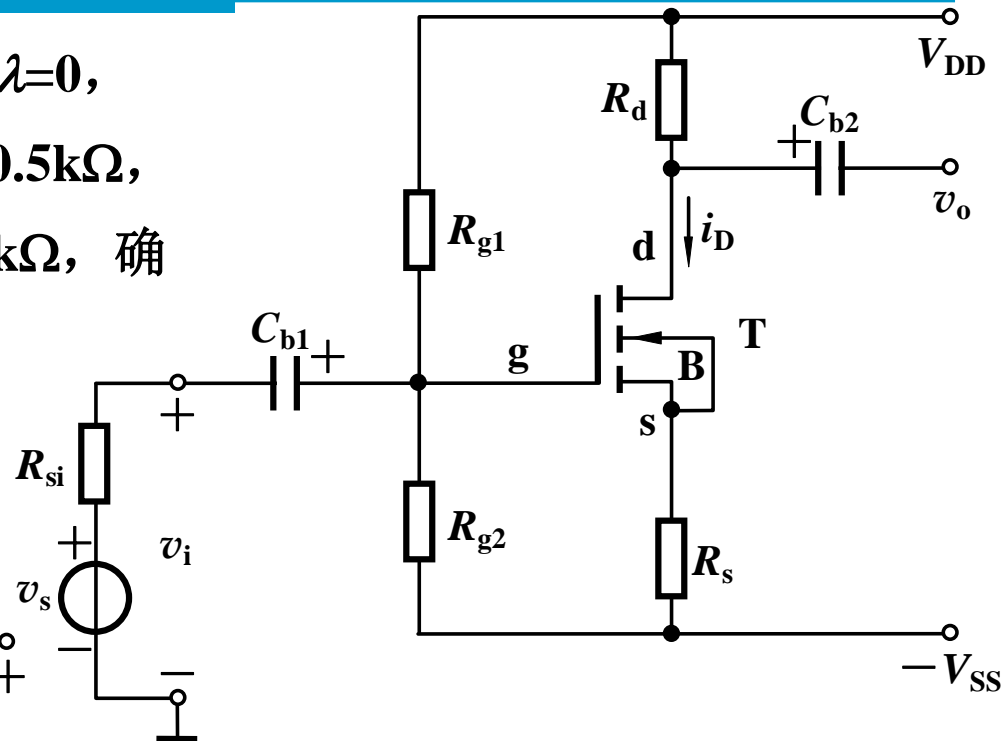 λ=0,
0.5kΩ,
kΩ, 确
V_DD
R_d
C_b2
+
v_o
R_g1
i_D
d
C_b1
+
g
T
B
+
s
R_si
R_g2
+
v_i
R_s
v_s
—
+
—
—V_SS